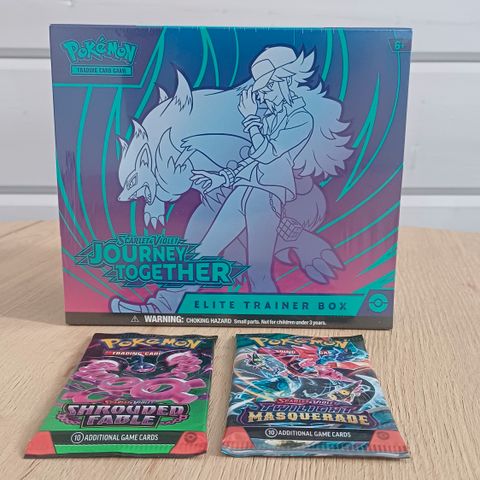 POKéMON
TRADING CARD GAME
6+
SCARLET & VIOLET
JOURNEY
TOGETHER
ELITE TRAINER BOX
WARNING: CHOKING HAZARD Small parts. Not for children under 3 years.
POKéMON
TRADING CARD
SCARLET & VIOLET
SHROUDED
FABLE
10 ADDITIONAL GAME CARDS
POKéMON
SCARLET & VIOLET
TWILIGHT
MASQUERADE
10 ADDITIONAL GAME CARDS